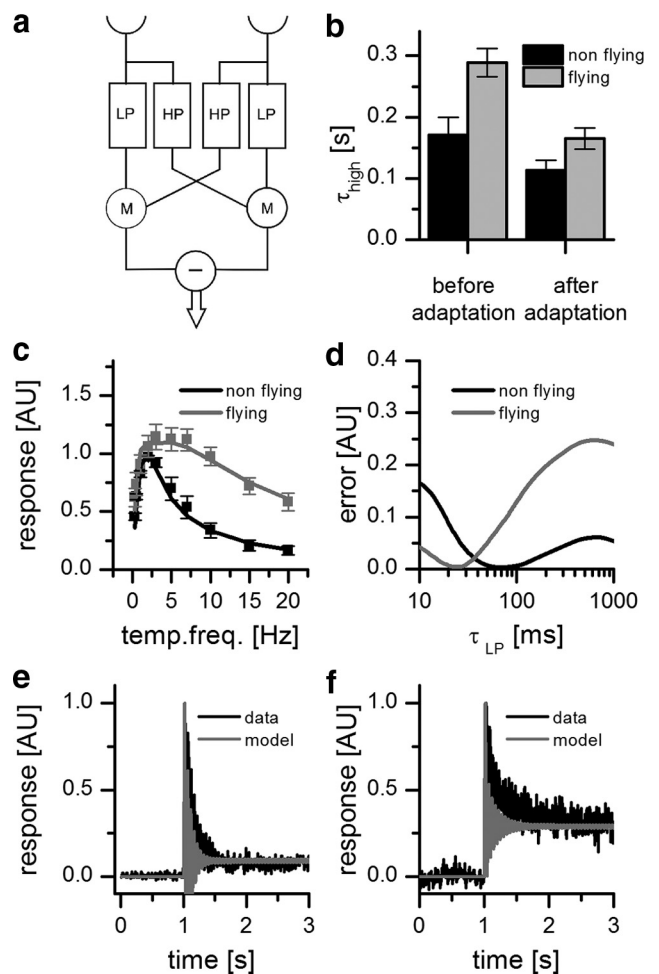 a
LP HP HP LP
M M
−
b
non flying
flying
0.3
0.2
0.1
0.0
τhigh [s]
before adaptation
after adaptation
c
non flying
flying
1.5
1.0
0.5
0.0
response [AU]
0 5 10 15 20
temp.freq. [Hz]
d
non flying
flying
0.4
0.3
0.2
0.1
0.0
error [AU]
10 100 1000
τLP [ms]
e
data
model
1.0
0.5
0.0
response [AU]
0 1 2 3
time [s]
f
data
model
1.0
0.5
0.0
response [AU]
0 1 2 3
time [s]